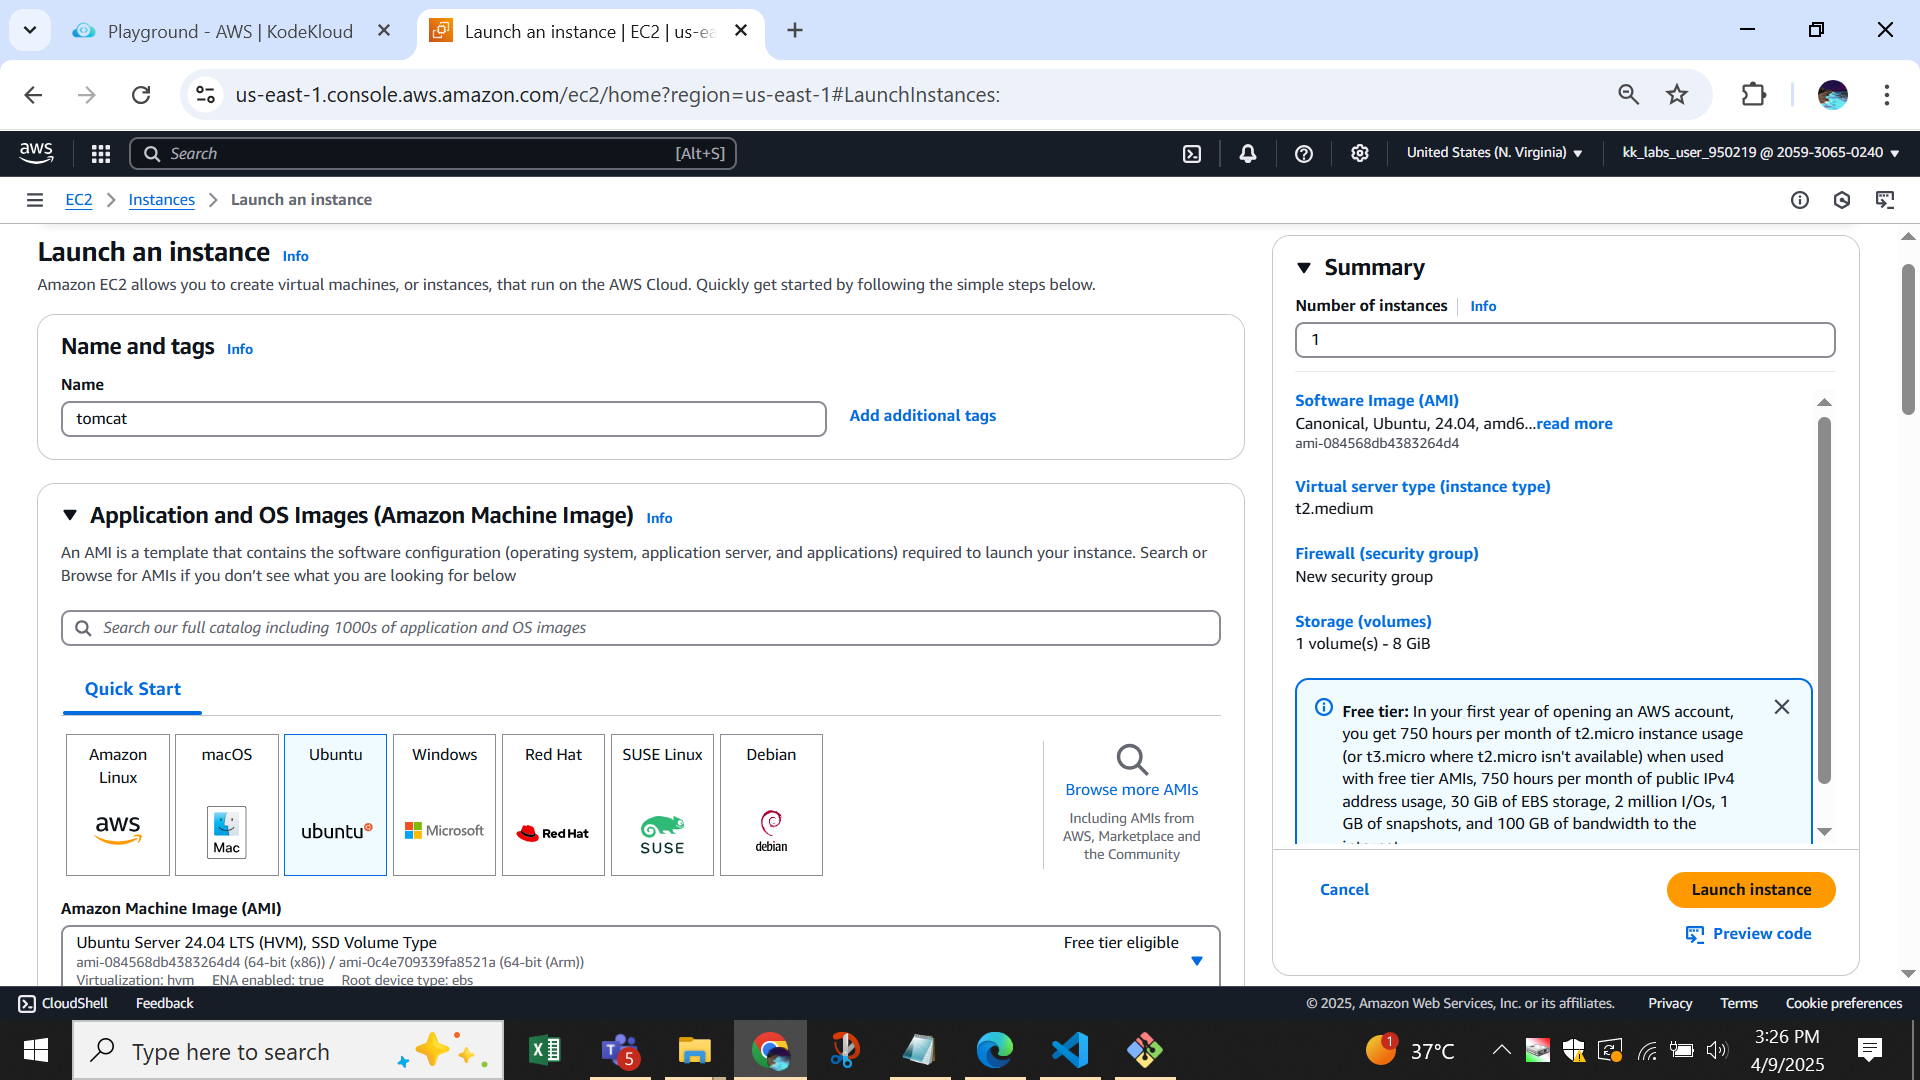 Playground - AWS | KodeKloud
Launch an instance | EC2 | us-ea
us-east-1.console.aws.amazon.com/ec2/home?region=us-east-1#LaunchInstances:
aws
Search
[Alt+S]
United States (N. Virginia)
kk_labs_user_950219 @ 2059-3065-0240
EC2
Instances
Launch an instance
Launch an instance Info
Amazon EC2 allows you to create virtual machines, or instances, that run on the AWS Cloud. Quickly get started by following the simple steps below.
Name and tags Info
Name
tomcat
Add additional tags
Application and OS Images (Amazon Machine Image) Info
An AMI is a template that contains the software configuration (operating system, application server, and applications) required to launch your instance. Search or
Browse for AMIs if you don't see what you are looking for below
Search our full catalog including 1000s of application and OS images
Quick Start
Amazon
Linux
aws
macOS
Mac
Ubuntu
ubuntu
Windows
Microsoft
Red Hat
Red Hat
SUSE Linux
SUSE
Debian
debian
Browse more AMIs
Including AMIs from
AWS, Marketplace and
the Community
Amazon Machine Image (AMI)
Ubuntu Server 24.04 LTS (HVM), SSD Volume Type
Free tier eligible
ami-084568db4383264d4 (64-bit (x86)) / ami-0c4e709339fa8521a (64-bit (Arm))
Virtualization: hvm ENA enabled: true Root device type: ebs
Summary
Number of instances Info
1
Software Image (AMI)
Canonical, Ubuntu, 24.04, amd6...read more
ami-084568db4383264d4
Virtual server type (instance type)
t2.medium
Firewall (security group)
New security group
Storage (volumes)
1 volume(s) - 8 GiB
Free tier: In your first year of opening an AWS account,
you get 750 hours per month of t2.micro instance usage
(or t3.micro where t2.micro isn't available) when used
with free tier AMIs, 750 hours per month of public IPv4
address usage, 30 GiB of EBS storage, 2 million I/Os, 1
GB of snapshots, and 100 GB of bandwidth to the
Cancel
Launch instance
Preview code
CloudShell
Feedback
© 2025, Amazon Web Services, Inc. or its affiliates.
Privacy
Terms
Cookie preferences
Type here to search
5
1
37°C
3:26 PM
4/9/2025